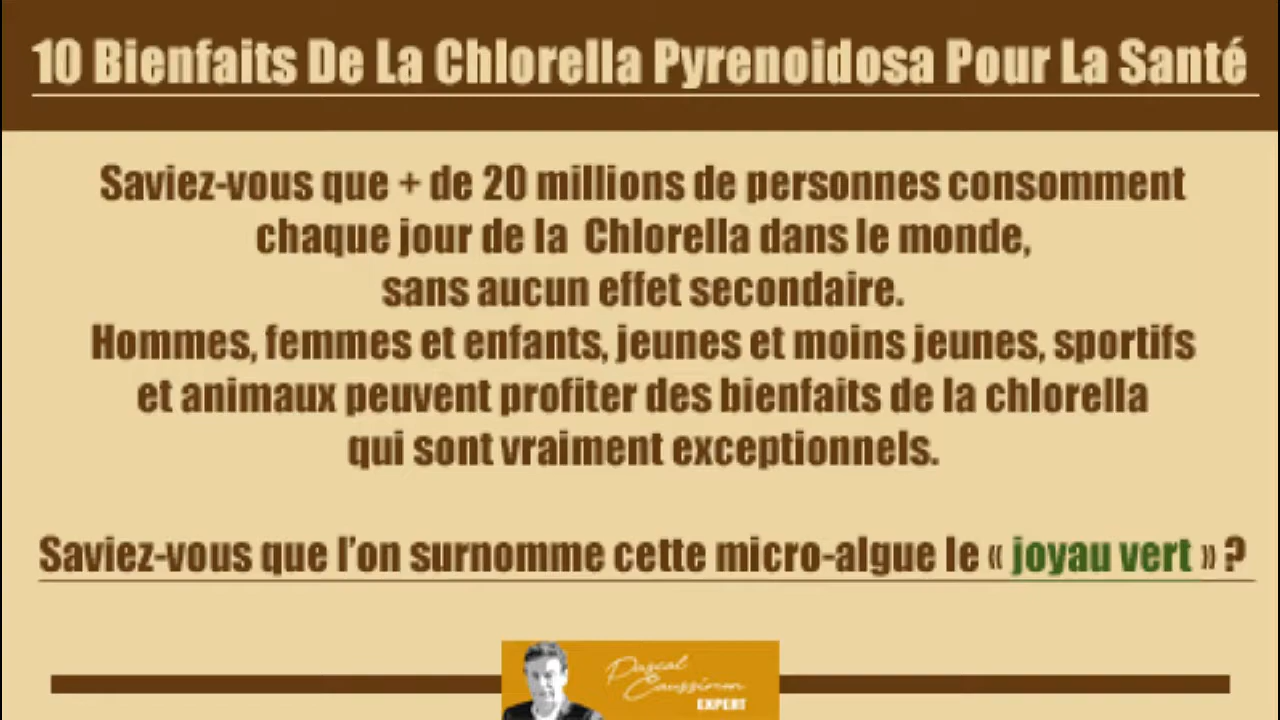 10 Bienfaits De La Chlorella Pyrenoidosa Pour La Santé
Saviez-vous que + de 20 millions de personnes consomment
chaque jour de la Chlorella dans le monde,
sans aucun effet secondaire.
Hommes, femmes et enfants, jeunes et moins jeunes, sportifs
et animaux peuvent profiter des bienfaits de la chlorella
qui sont vraiment exceptionnels.
Saviez-vous que l'on surnomme cette micro-algue le « joyau vert » ?
Pascal
Caussimon
EXPERT